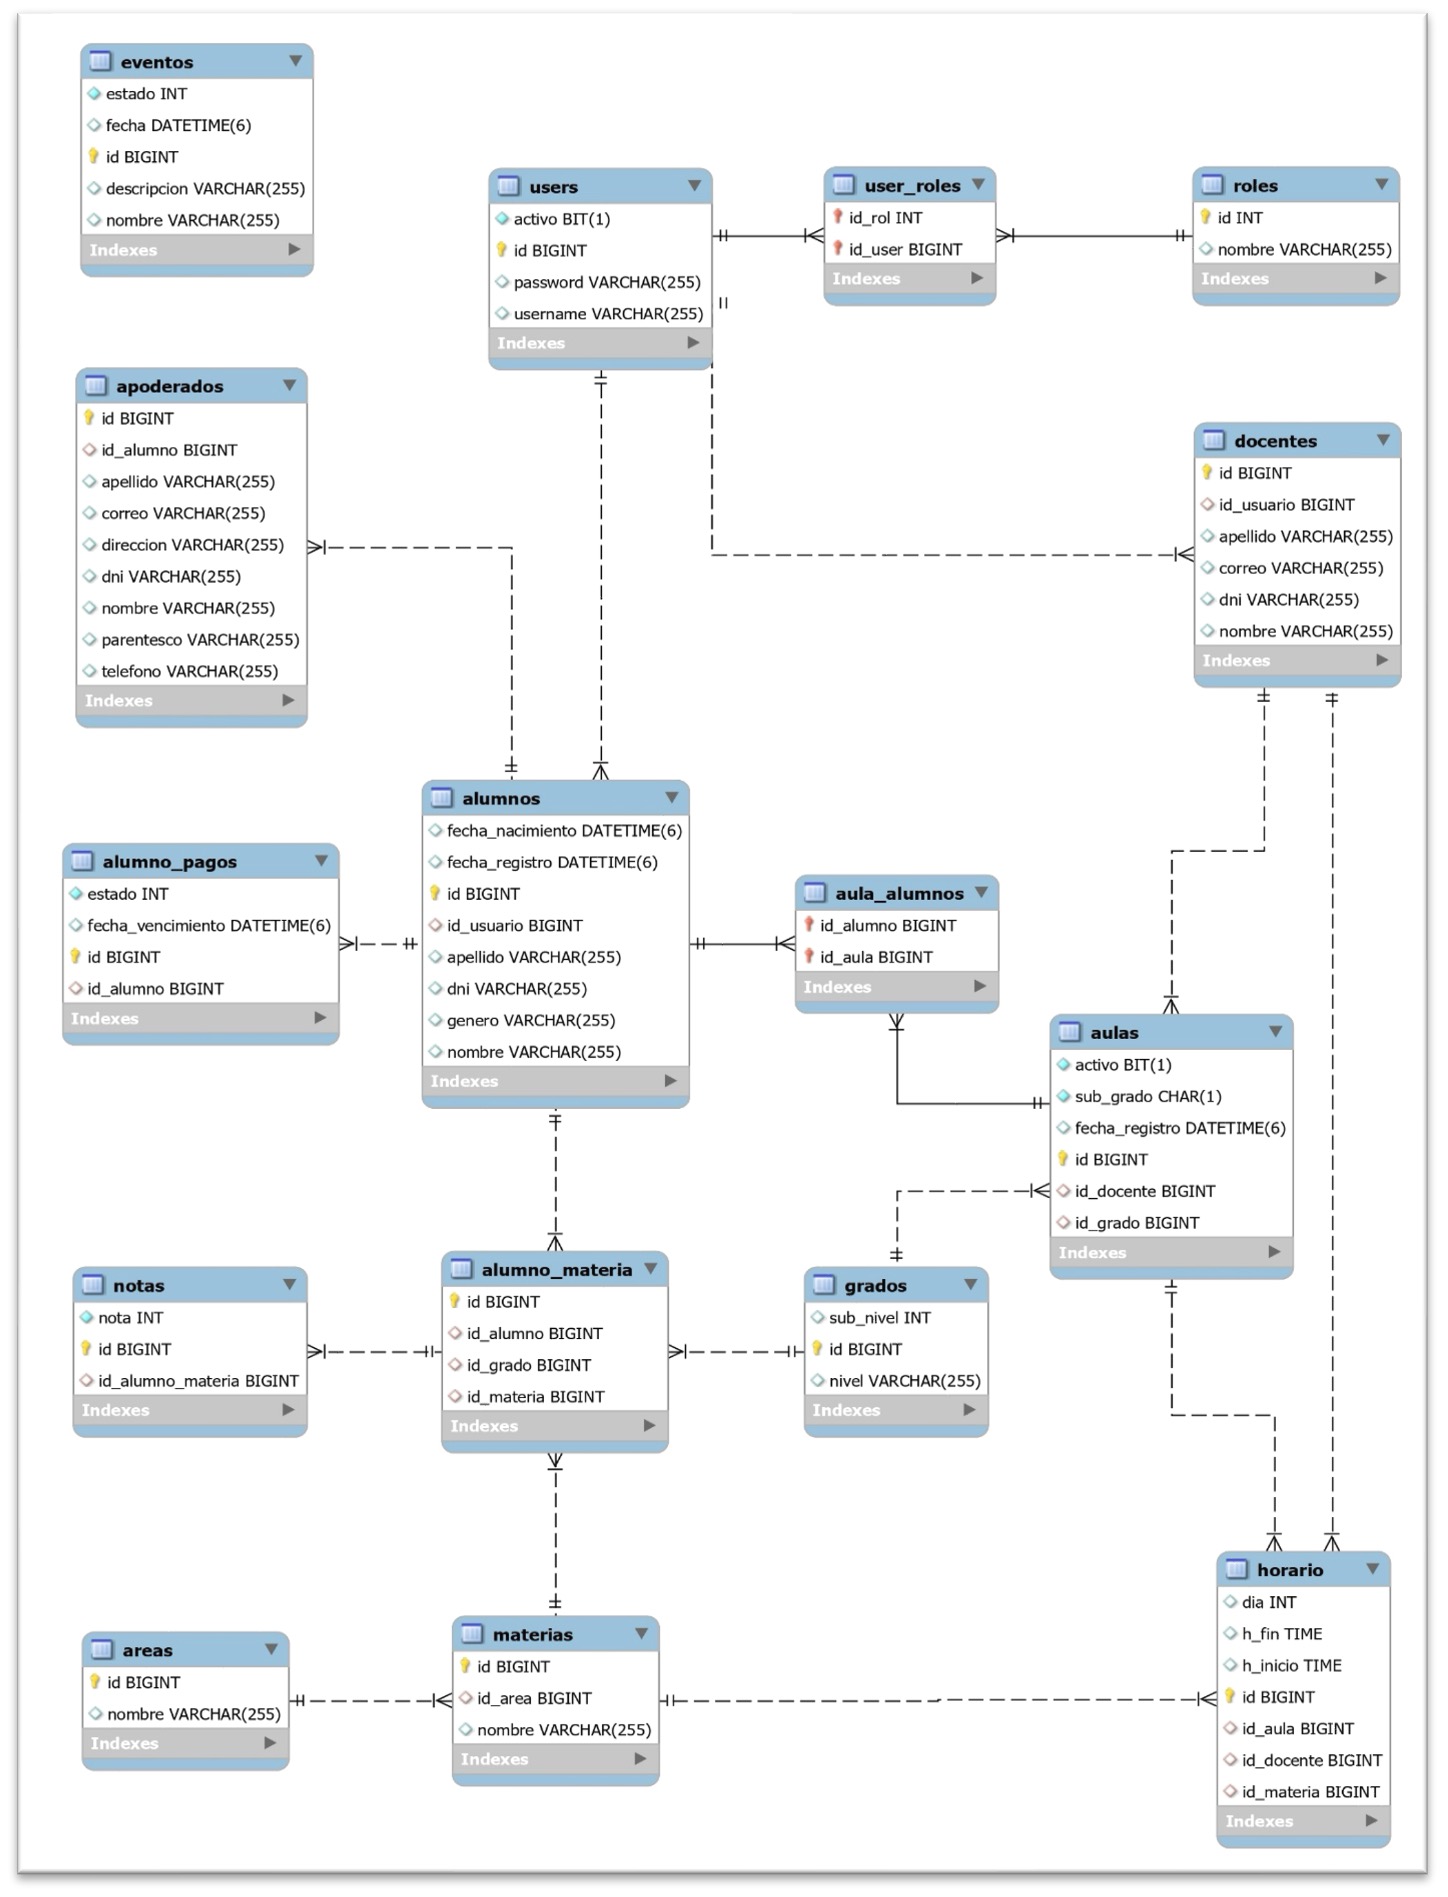 eventos
estado INT
fecha DATETIME(6)
id BIGINT
descripcion VARCHAR(255)
nombre VARCHAR(255)
Indexes
users
activo BIT(1)
id BIGINT
password VARCHAR(255)
username VARCHAR(255)
Indexes
user_roles
id_rol INT
id_user BIGINT
Indexes
roles
id INT
nombre VARCHAR(255)
Indexes
apoderados
id BIGINT
id_alumno BIGINT
apellido VARCHAR(255)
correo VARCHAR(255)
direccion VARCHAR(255)
dni VARCHAR(255)
nombre VARCHAR(255)
parentesco VARCHAR(255)
telefono VARCHAR(255)
Indexes
docentes
id BIGINT
id_usuario BIGINT
apellido VARCHAR(255)
correo VARCHAR(255)
dni VARCHAR(255)
nombre VARCHAR(255)
Indexes
alumnos
fecha_nacimiento DATETIME(6)
fecha_registro DATETIME(6)
id BIGINT
id_usuario BIGINT
apellido VARCHAR(255)
dni VARCHAR(255)
genero VARCHAR(255)
nombre VARCHAR(255)
Indexes
alumno_pagos
estado INT
fecha_vencimiento DATETIME(6)
id BIGINT
id_alumno BIGINT
Indexes
aula_alumnos
id_alumno BIGINT
id_aula BIGINT
Indexes
aulas
activo BIT(1)
sub_grado CHAR(1)
fecha_registro DATETIME(6)
id BIGINT
id_docente BIGINT
id_grado BIGINT
Indexes
notas
nota INT
id BIGINT
id_alumno_materia BIGINT
Indexes
alumno_materia
id BIGINT
id_alumno BIGINT
id_grado BIGINT
id_materia BIGINT
Indexes
grados
sub_nivel INT
id BIGINT
nivel VARCHAR(255)
Indexes
areas
id BIGINT
nombre VARCHAR(255)
Indexes
materias
id BIGINT
id_area BIGINT
nombre VARCHAR(255)
Indexes
horario
dia INT
h_fin TIME
h_inicio TIME
id BIGINT
id_aula BIGINT
id_docente BIGINT
id_materia BIGINT
Indexes